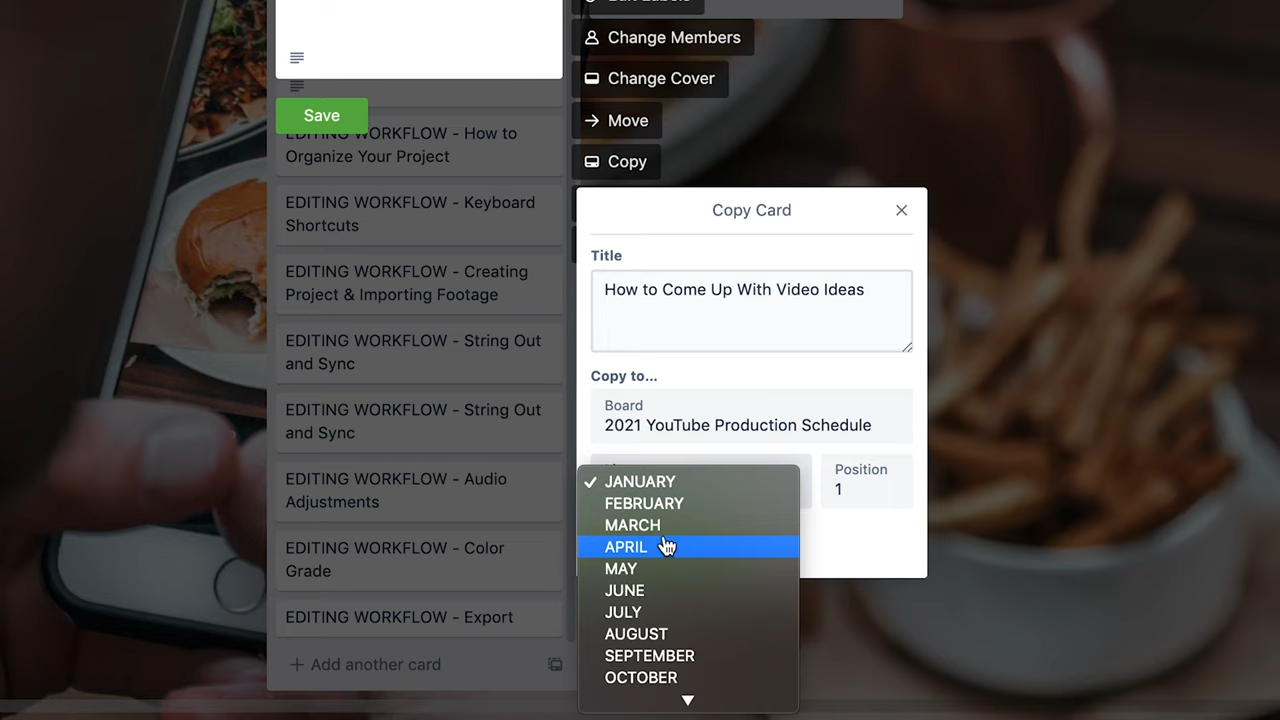 Edit Labels
Change Members
Change Cover
Save
Move
EDITING WORKFLOW - How to
Organize Your Project
Copy
EDITING WORKFLOW - Keyboard
Shortcuts
EDITING WORKFLOW - Creating
Project & Importing Footage
EDITING WORKFLOW - String Out
and Sync
EDITING WORKFLOW - String Out
and Sync
EDITING WORKFLOW - Audio
Adjustments
EDITING WORKFLOW - Color
Grade
EDITING WORKFLOW - Export
+ Add another card
Copy Card
Title
How to Come Up With Video Ideas
Copy to...
Board
2021 YouTube Production Schedule
Position
1
JANUARY
FEBRUARY
MARCH
APRIL
MAY
JUNE
JULY
AUGUST
SEPTEMBER
OCTOBER